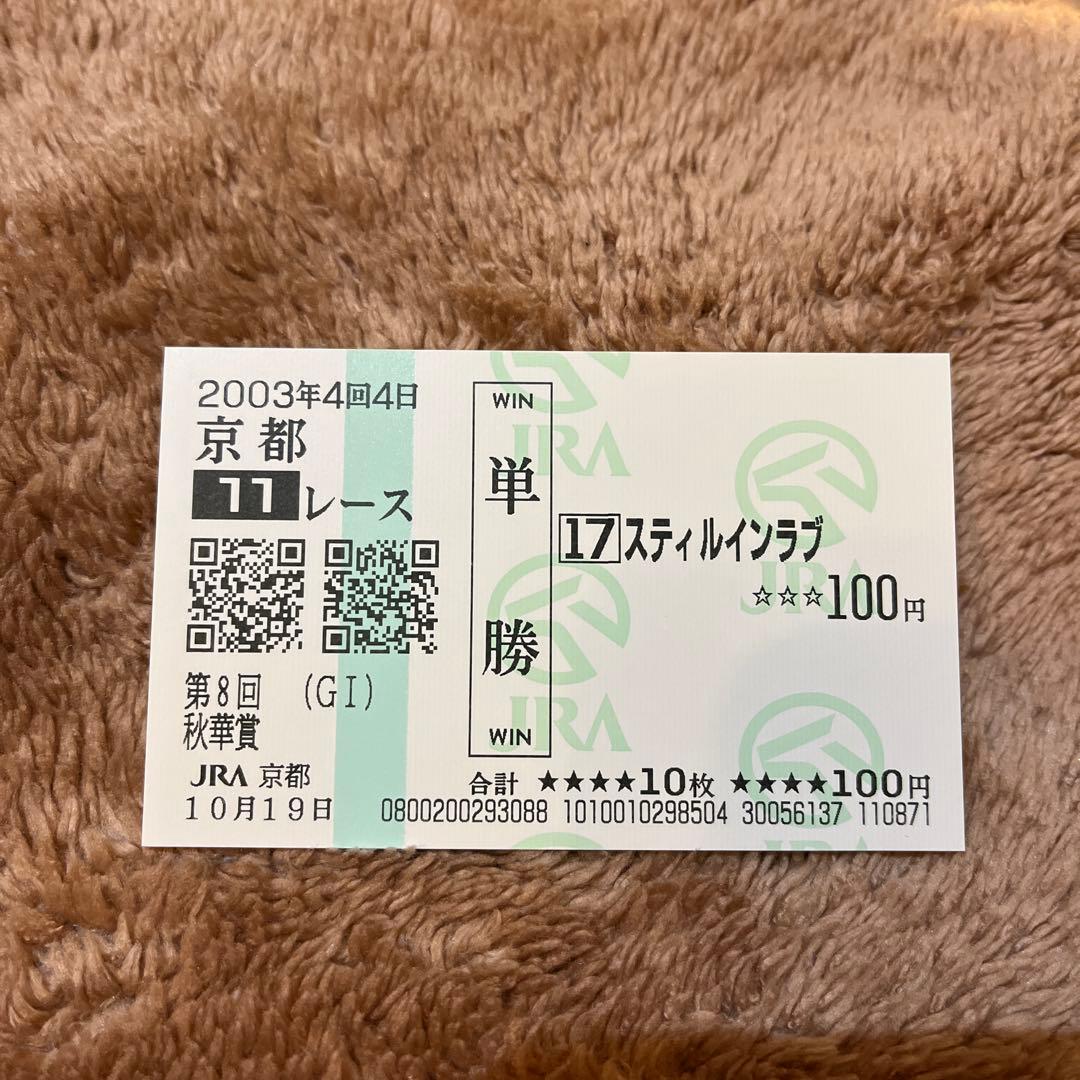 2003年4回4日
京都
11レース
第8回 (GI)
秋華賞
JRA 京都
10月19日
WIN
単勝
WIN
17スティルインラブ
☆☆☆100円
合計 ★★★★10枚 ★★★★100円
0800200293088 1010010298504 30056137 110871
JRA
JRA
JRA